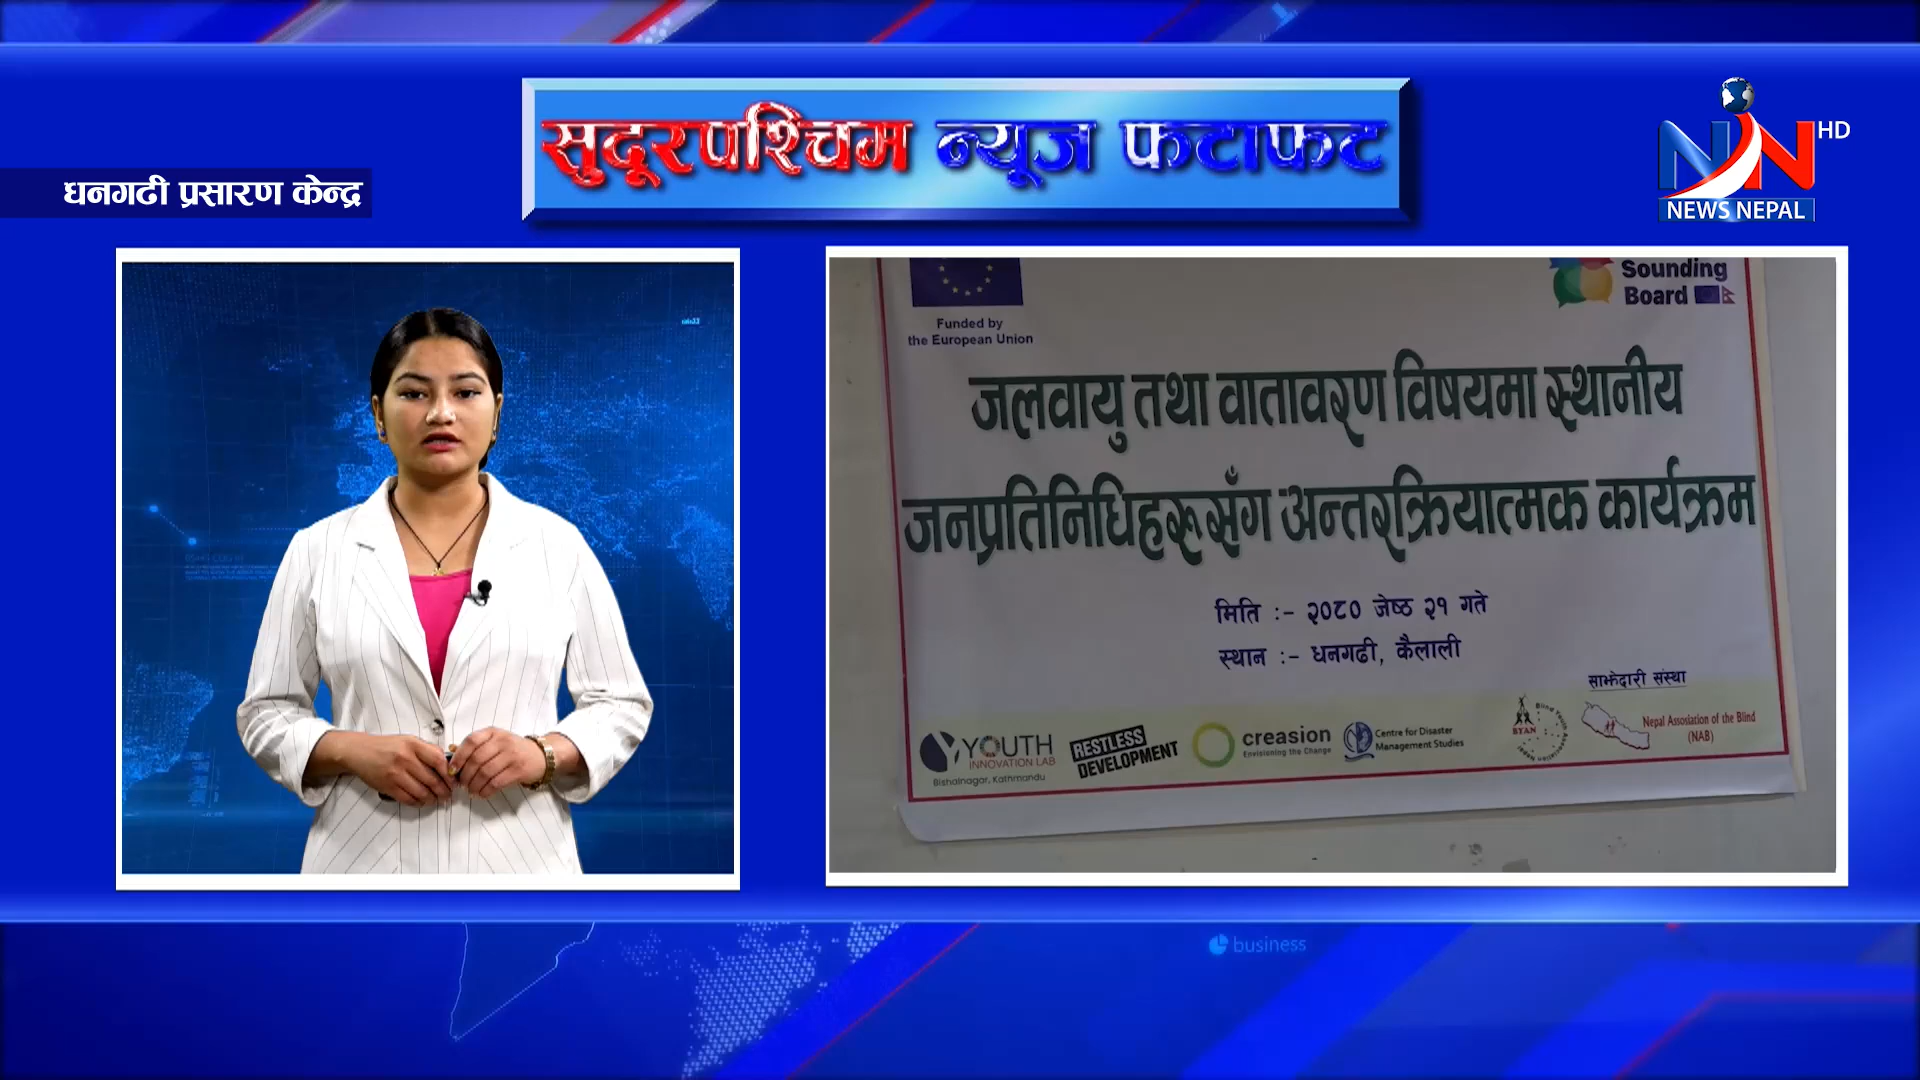 सुदूरपश्चिम न्यूज फटाफट
HD
NEWS NEPAL
धनगढी प्रसारण केन्द्र
Funded by
the European Union
Sounding
Board
जलवायु तथा वातावरण विषयमा स्थानीय
जनप्रतिनिधिहरूसँग अन्तरक्रियात्मक कार्यक्रम
मिति :- २०८० जेष्ठ २१ गते
स्थान :- धनगढी, कैलाली
साझेदारी संस्था
YOUTH
INNOVATION LAB
Bishalnagar, Kathmandu
RESTLESS
DEVELOPMENT
creasion
Envisioning the Change
Centre for Disaster
Management Studies
BYAN
Nepal Assosiation of the Blind
(NAB)
business